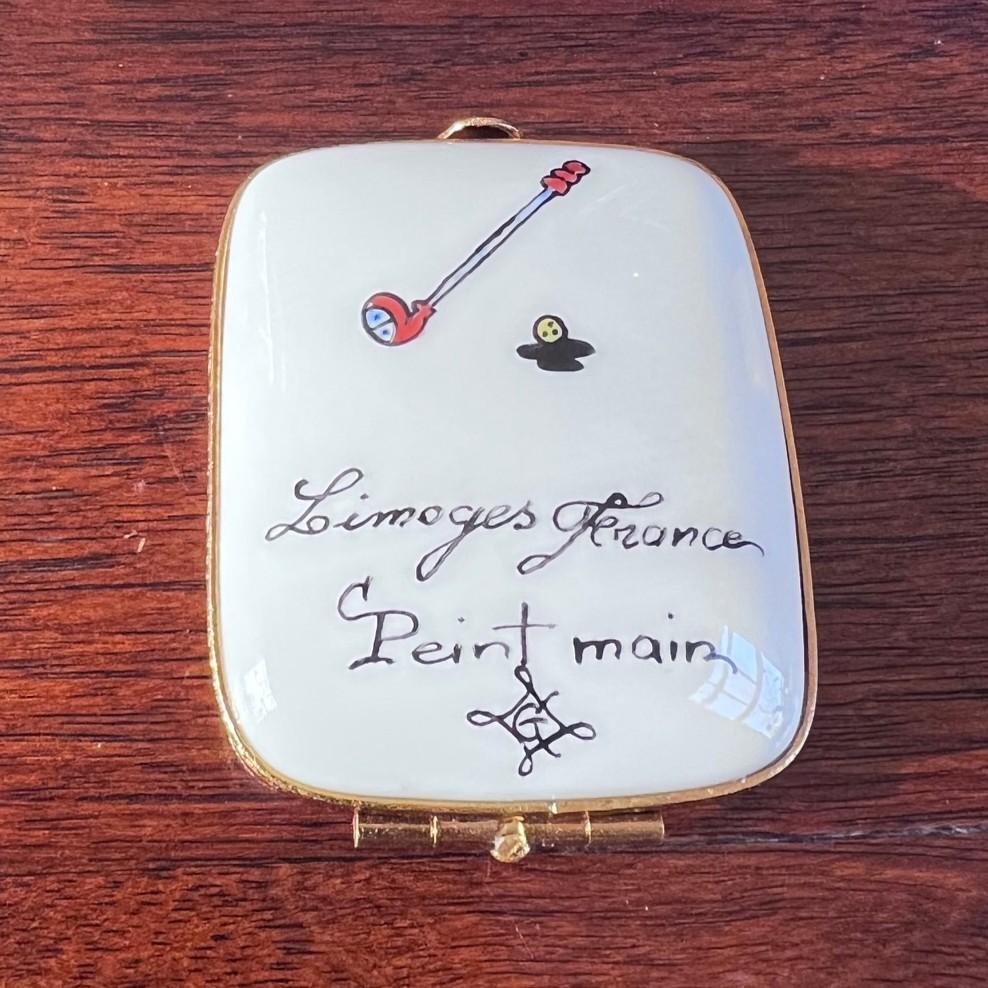 Limoges France
Peint main
G